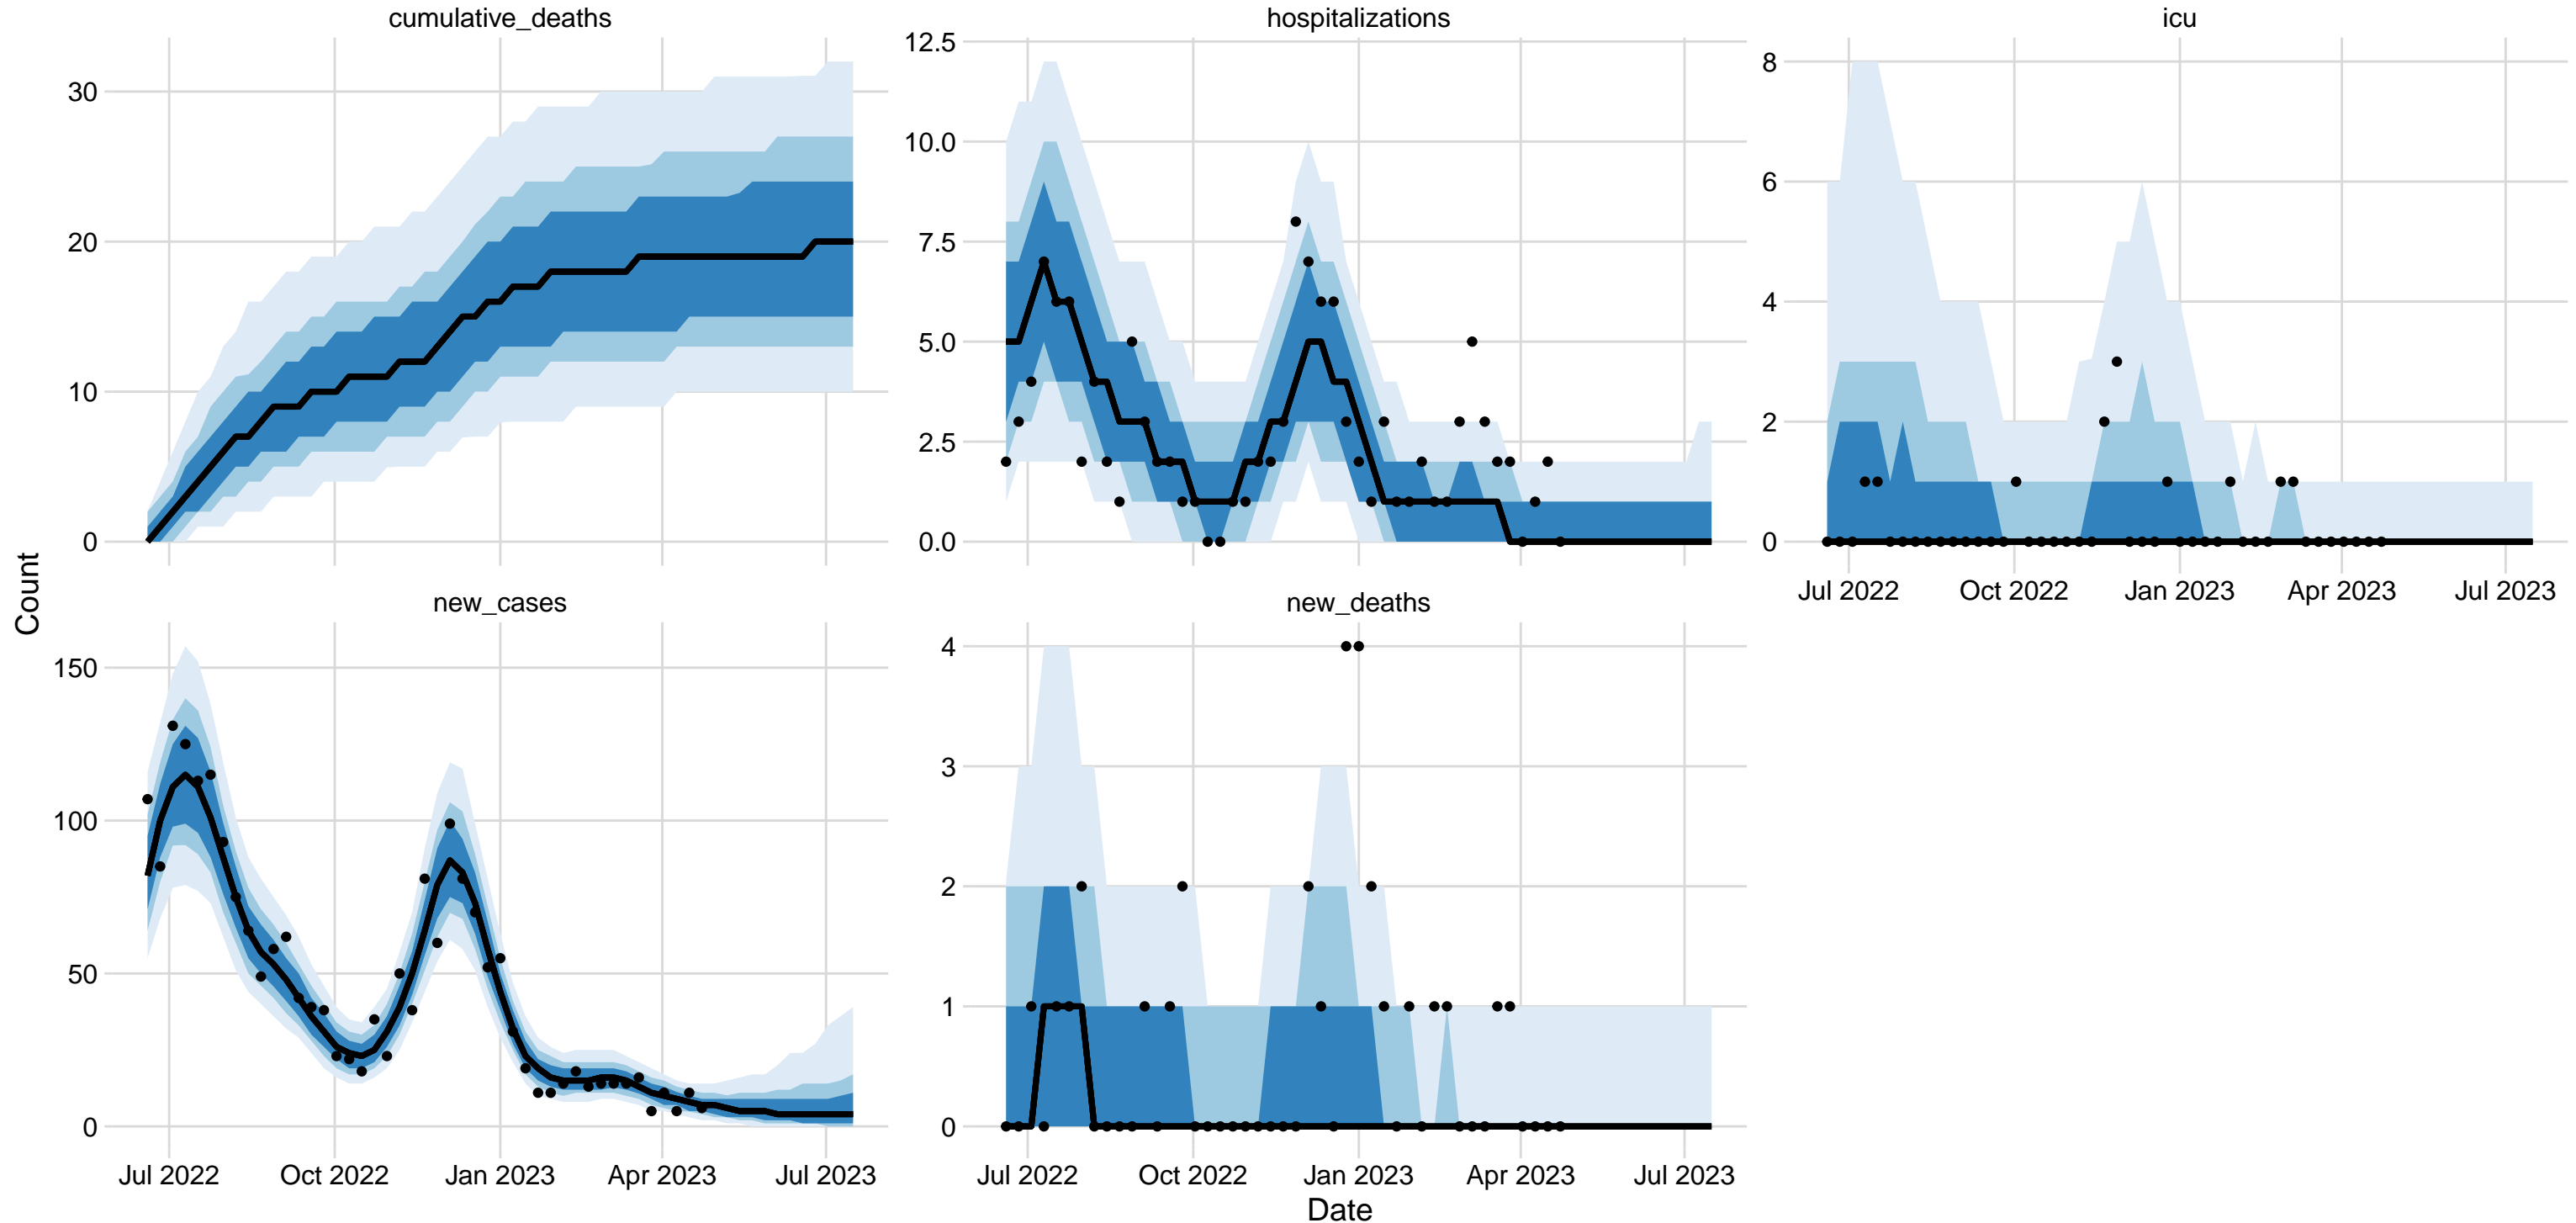 cumulative_deaths
hospitalizations
icu
30
20
10
0
12.5
10.0
7.5
5.0
2.5
0.0
8
6
4
2
0
Jul 2022 Oct 2022 Jan 2023 Apr 2023 Jul 2023
Count
new_cases
new_deaths
150
100
50
0
4
3
2
1
0
Jul 2022 Oct 2022 Jan 2023 Apr 2023 Jul 2023
Jul 2022 Oct 2022 Jan 2023 Apr 2023 Jul 2023
Date